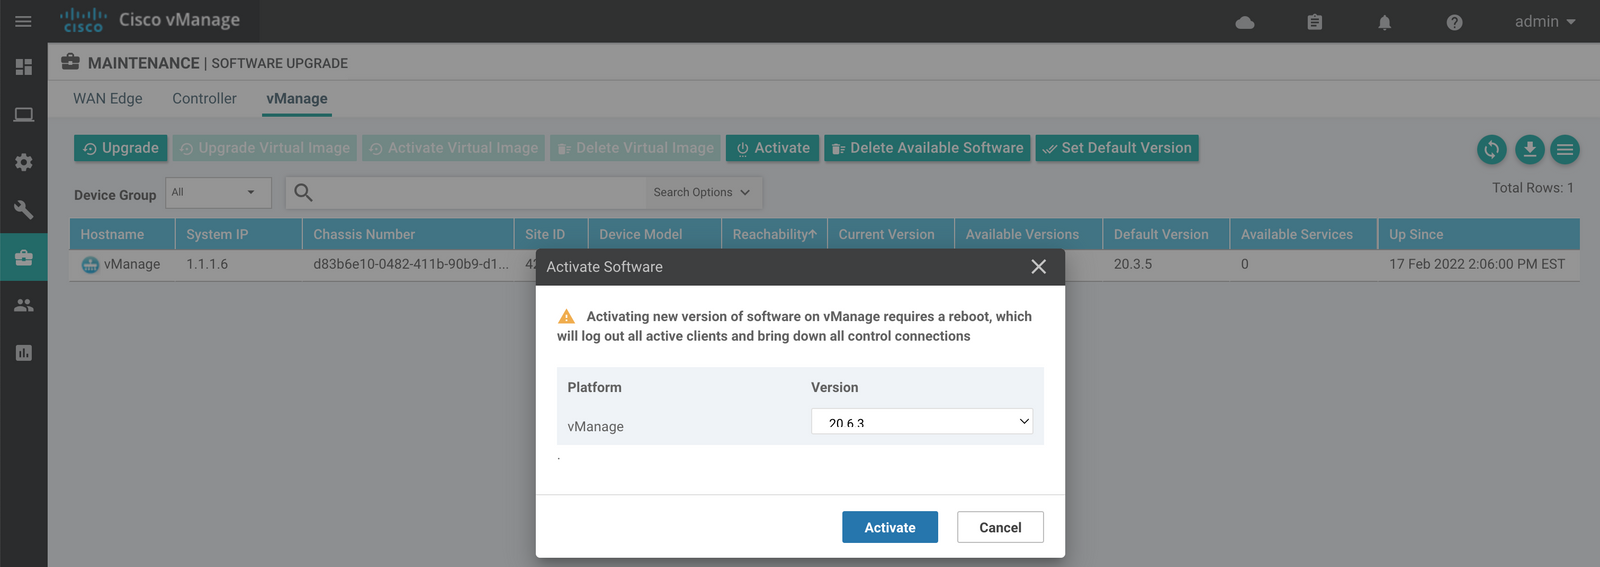 CISCO Cisco vManage admin
MAINTENANCE | SOFTWARE UPGRADE
WAN Edge Controller vManage
Upgrade Upgrade Virtual Image Activate Virtual Image Delete Virtual Image Activate Delete Available Software Set Default Version
Device Group All Search Options Total Rows: 1
Hostname System IP Chassis Number Site ID Device Model Reachability↑ Current Version Available Versions Default Version Available Services Up Since
vManage 1.1.1.6 d83b6e10-0482-411b-90b9-d1... 42 20.3.5 0 17 Feb 2022 2:06:00 PM EST
Activate Software
Activating new version of software on vManage requires a reboot, which
will log out all active clients and bring down all control connections
Platform Version
vManage 20.6.3
.
Activate Cancel